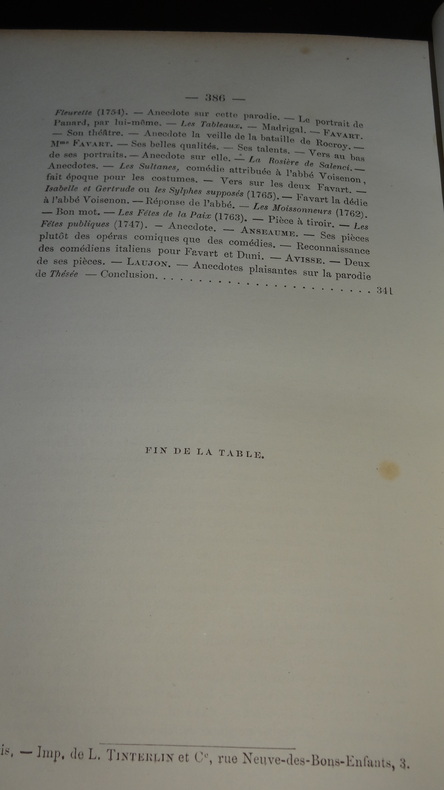 — 386 —
Fleurette (1754). — Anecdote sur cette parodie. — Le portrait de
Panard, par lui-même. — Les Tableaux. — Madrigal. — FAVART.
— Son théâtre. — Anecdote la veille de la bataille de Rocroy. —
Mme FAVART. — Ses belles qualités. — Ses talents. — Vers au bas
de ses portraits. — Anecdote sur elle. — La Rosière de Salenci. —
Anecdotes. — Les Sultanes, comédie attribuée à l'abbé Voisenon,
fait époque pour les costumes. — Vers sur les deux Favart. —
Isabelle et Gertrude ou les Sylphes supposés (1765). — Favart la dédie
à l'abbé Voisenon. — Réponse de l'abbé. — Les Moissonneurs (1762).
— Bon mot. — Les Fêtes de la Paix (1763). — Pièce à tiroir. — Les
Fêtes publiques (1747). — Anecdote. — ANSEAUME. — Ses pièces
plutôt des opéras comiques que des comédies. — Reconnaissance
des comédiens italiens pour Favart et Duni. — AVISSE. — Deux
de ses pièces. — LAUJON. — Anecdotes plaisantes sur la parodie
de Thésée — Conclusion. . . . . . . . . . . . . . . . . . . . . . . 341
FIN DE LA TABLE.
is. — Imp. de L. TINTERLIN et Ce, rue Neuve-des-Bons-Enfants, 3.